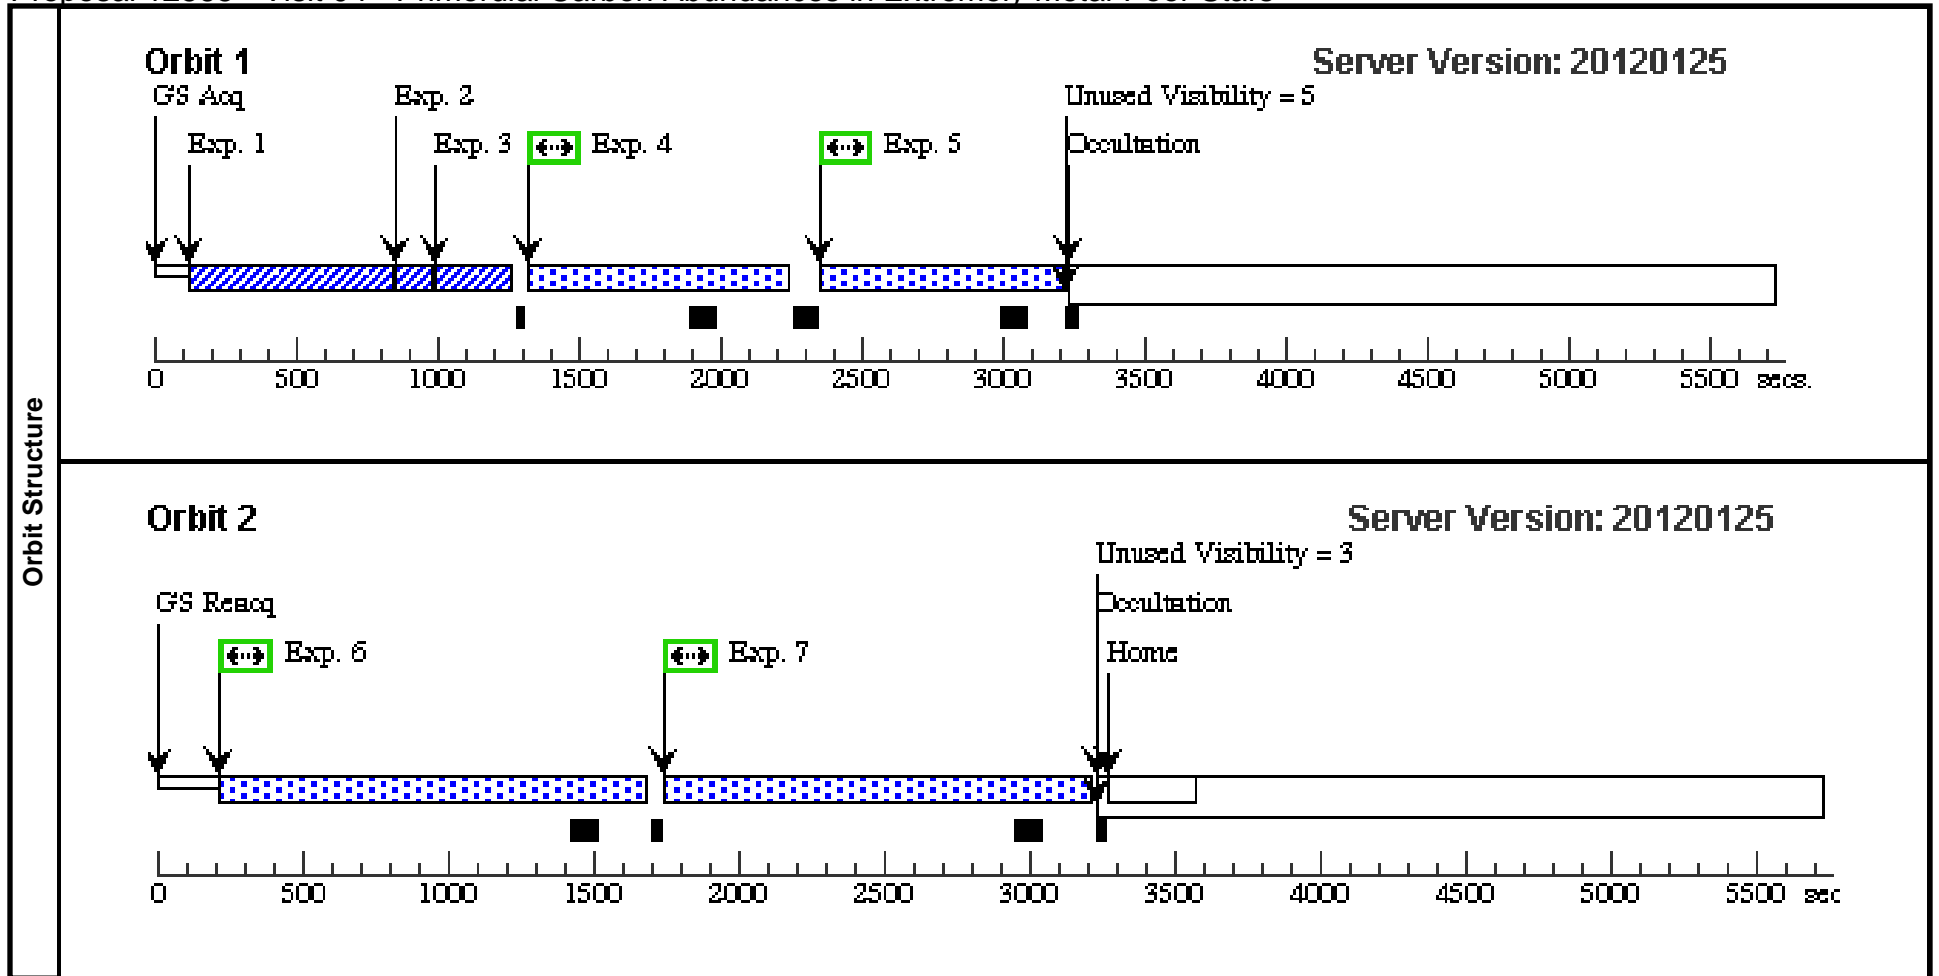 Orbit Structure
Orbit 1
Server Version: 20120125
GS Acq
Exp. 2
Unused Visibility = 5
Exp. 1
Exp. 3
Exp. 4
Exp. 5
Occultation
0 500 1000 1500 2000 2500 3000 3500 4000 4500 5000 5500 secs.
Orbit 2
Server Version: 20120125
Unused Visibility = 3
GS Reacq
Occultation
Exp. 6
Exp. 7
Home
0 500 1000 1500 2000 2500 3000 3500 4000 4500 5000 5500 sec